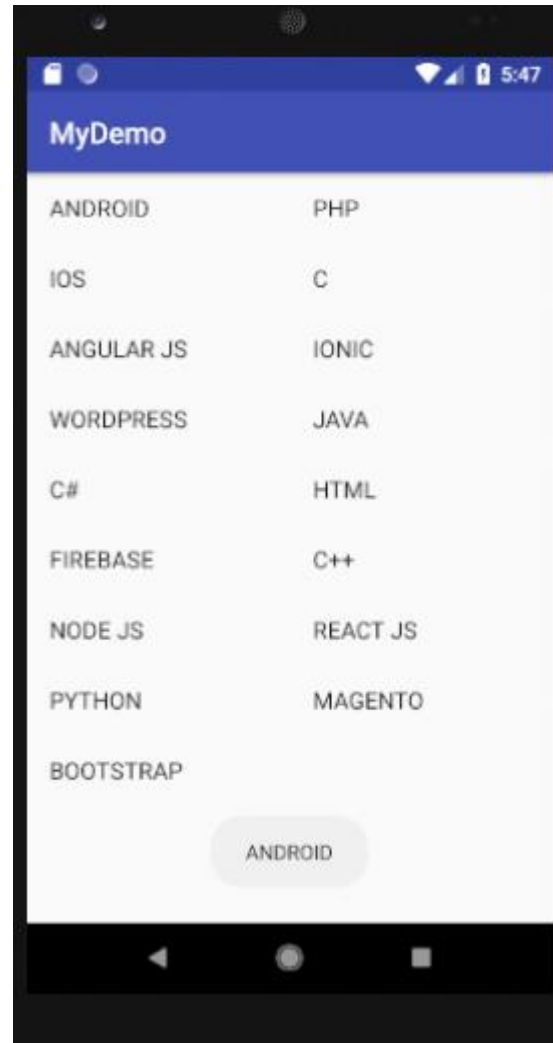 5:47
MyDemo
ANDROID PHP
IOS C
ANGULAR JS IONIC
WORDPRESS JAVA
C# HTML
FIREBASE C++
NODE JS REACT JS
PYTHON MAGENTO
BOOTSTRAP
ANDROID